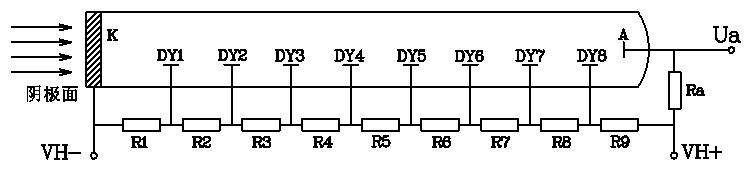 K
A
Ua
DY1 DY2 DY3 DY4 DY5 DY6 DY7 DY8
阴极面
Ra
R1 R2 R3 R4 R5 R6 R7 R8 R9
VH- VH+